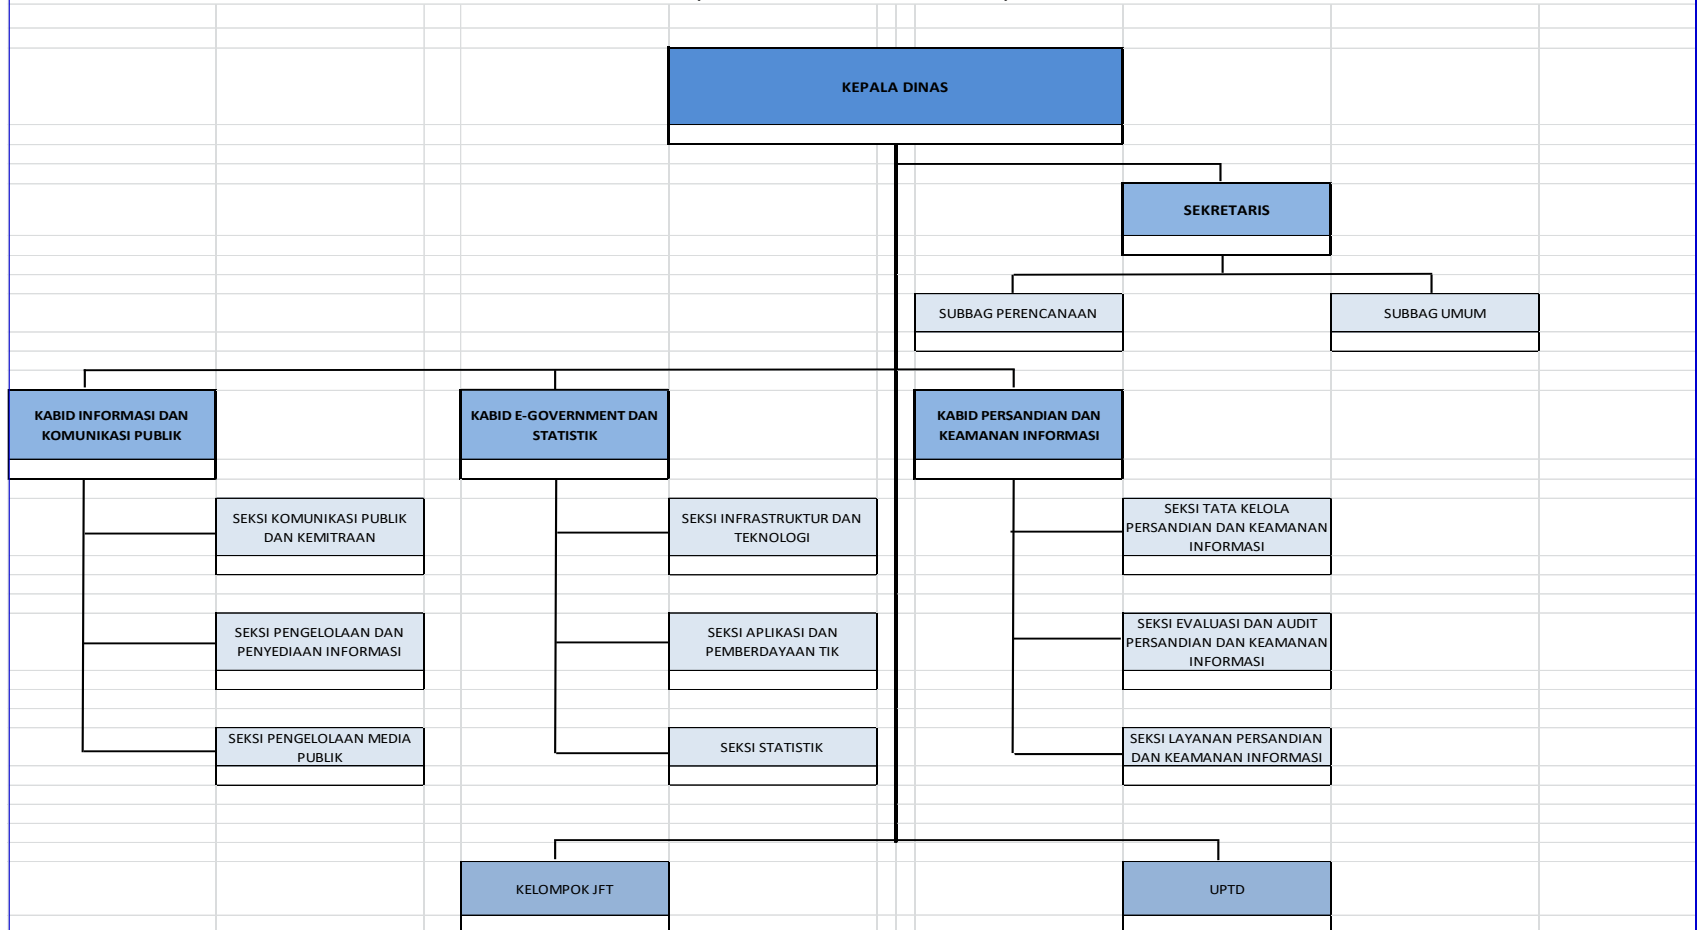 KEPALA DINAS
SEKRETARIS
SUBBAG PERENCANAAN
SUBBAG UMUM
KABID INFORMASI DAN
KOMUNIKASI PUBLIK
KABID E-GOVERNMENT DAN
STATISTIK
KABID PERSANDIAN DAN
KEAMANAN INFORMASI
SEKSI KOMUNIKASI PUBLIK
DAN KEMITRAAN
SEKSI INFRASTRUKTUR DAN
TEKNOLOGI
SEKSI TATA KELOLA
PERSANDIAN DAN KEAMANAN
INFORMASI
SEKSI PENGELOLAAN DAN
PENYEDIAAN INFORMASI
SEKSI APLIKASI DAN
PEMBERDAYAAN TIK
SEKSI EVALUASI DAN AUDIT
PERSANDIAN DAN KEAMANAN
INFORMASI
SEKSI PENGELOLAAN MEDIA
PUBLIK
SEKSI STATISTIK
SEKSI LAYANAN PERSANDIAN
DAN KEAMANAN INFORMASI
KELOMPOK JFT
UPTD